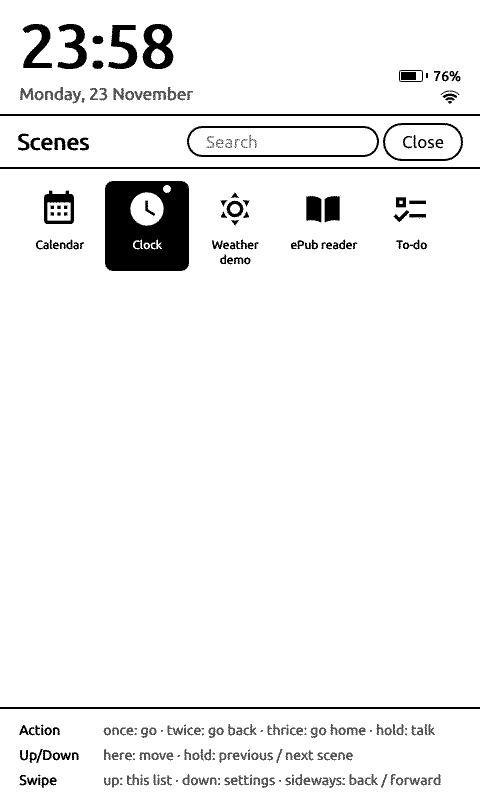 23:58
76%
Monday, 23 November
Scenes
Search
Close
Calendar
Clock
Weather
demo
ePub reader
To-do
Action once: go · twice: go back · thrice: go home · hold: talk
Up/Down here: move · hold: previous / next scene
Swipe up: this list · down: settings · sideways: back / forward